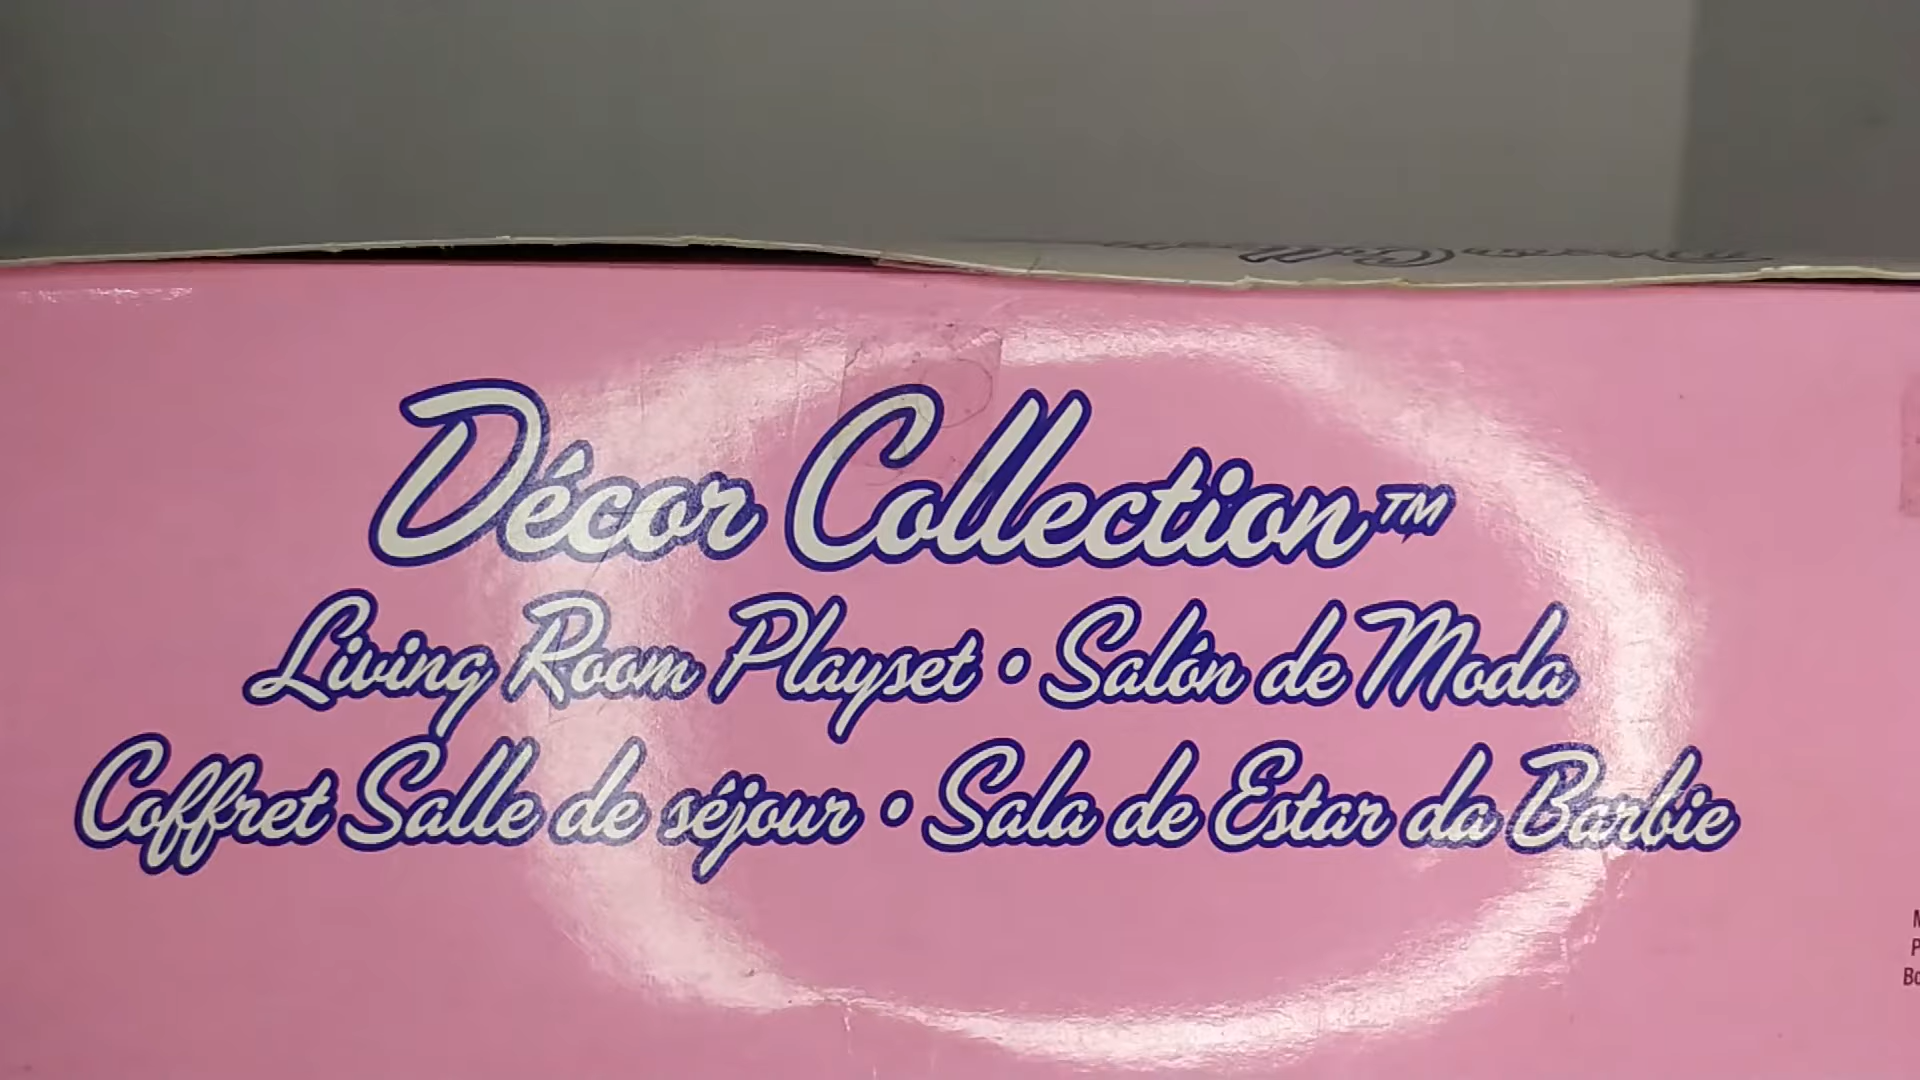 Décor Collection™
Living Room Playset • Salón de Moda
Coffret Salle de séjour • Sala de Estar da Barbie